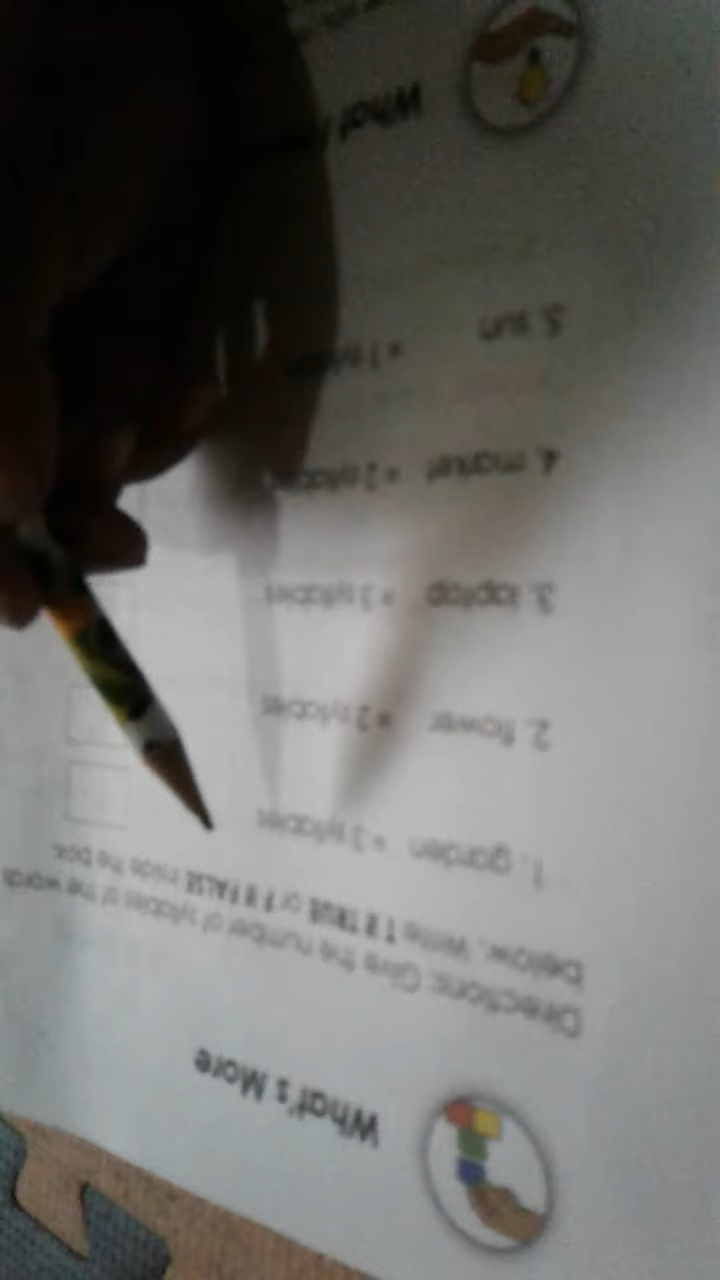 What's More
Directions: Give the number of syllables of the words
below. Write T if TRUE or F if FALSE inside the box.
1. garden = 3 syllables
2. flower = 2 syllables
3. laptop = 3 syllables
4. market = 2 syllables
5. sun = 1 syllable
What